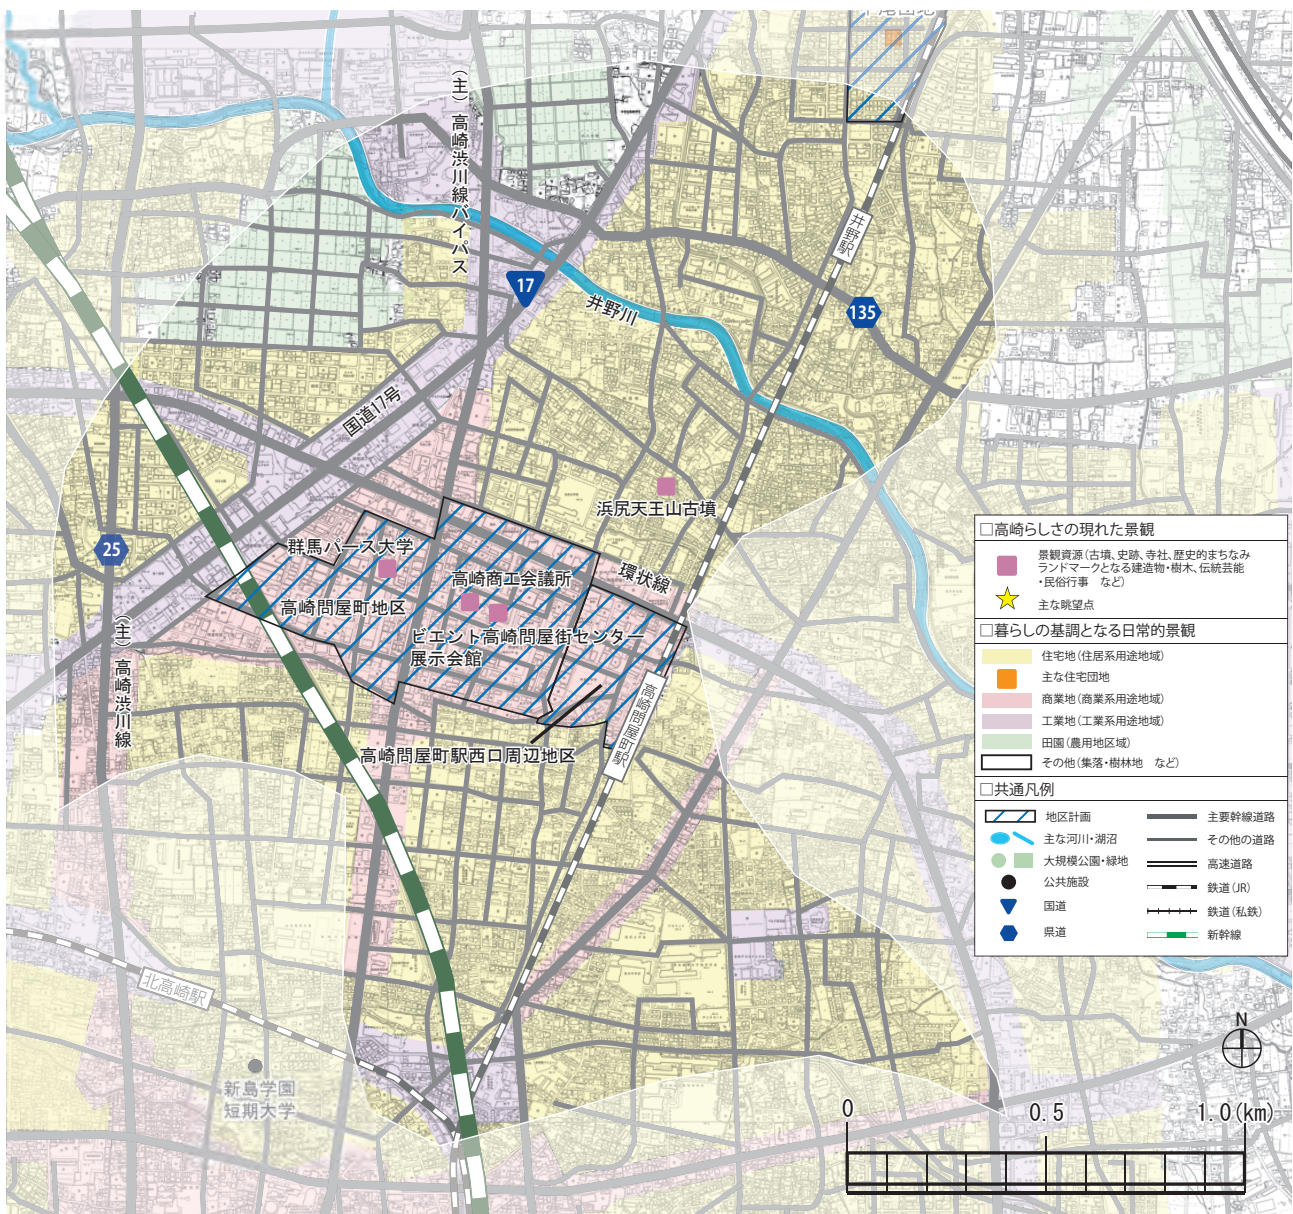 (主)高崎渋川線バイパス
井野駅
17
井野川
135
国道17号
浜尻天王山古墳
25
群馬パース大学
高崎商工会議所
環状線
高崎問屋町地区
ビエント高崎問屋街センター
展示会館
(主)高崎渋川線
高崎問屋町駅
高崎問屋町駅西口周辺地区
北高崎駅
新島学園
短期大学
□高崎らしさの現れた景観
景観資源(古墳、史跡、寺社、歴史的まちなみ
ランドマークとなる建造物・樹木、伝統芸能
・民俗行事 など)
主な眺望点
□暮らしの基調となる日常的景観
住宅地(住居系用途地域)
主な住宅団地
商業地(商業系用途地域)
工業地(工業系用途地域)
田園(農用地区域)
その他(集落・樹林地 など)
□共通凡例
地区計画
主な河川・湖沼
大規模公園・緑地
公共施設
国道
県道
主要幹線道路
その他の道路
高速道路
鉄道(JR)
鉄道(私鉄)
新幹線
N
0 0.5 1.0(km)